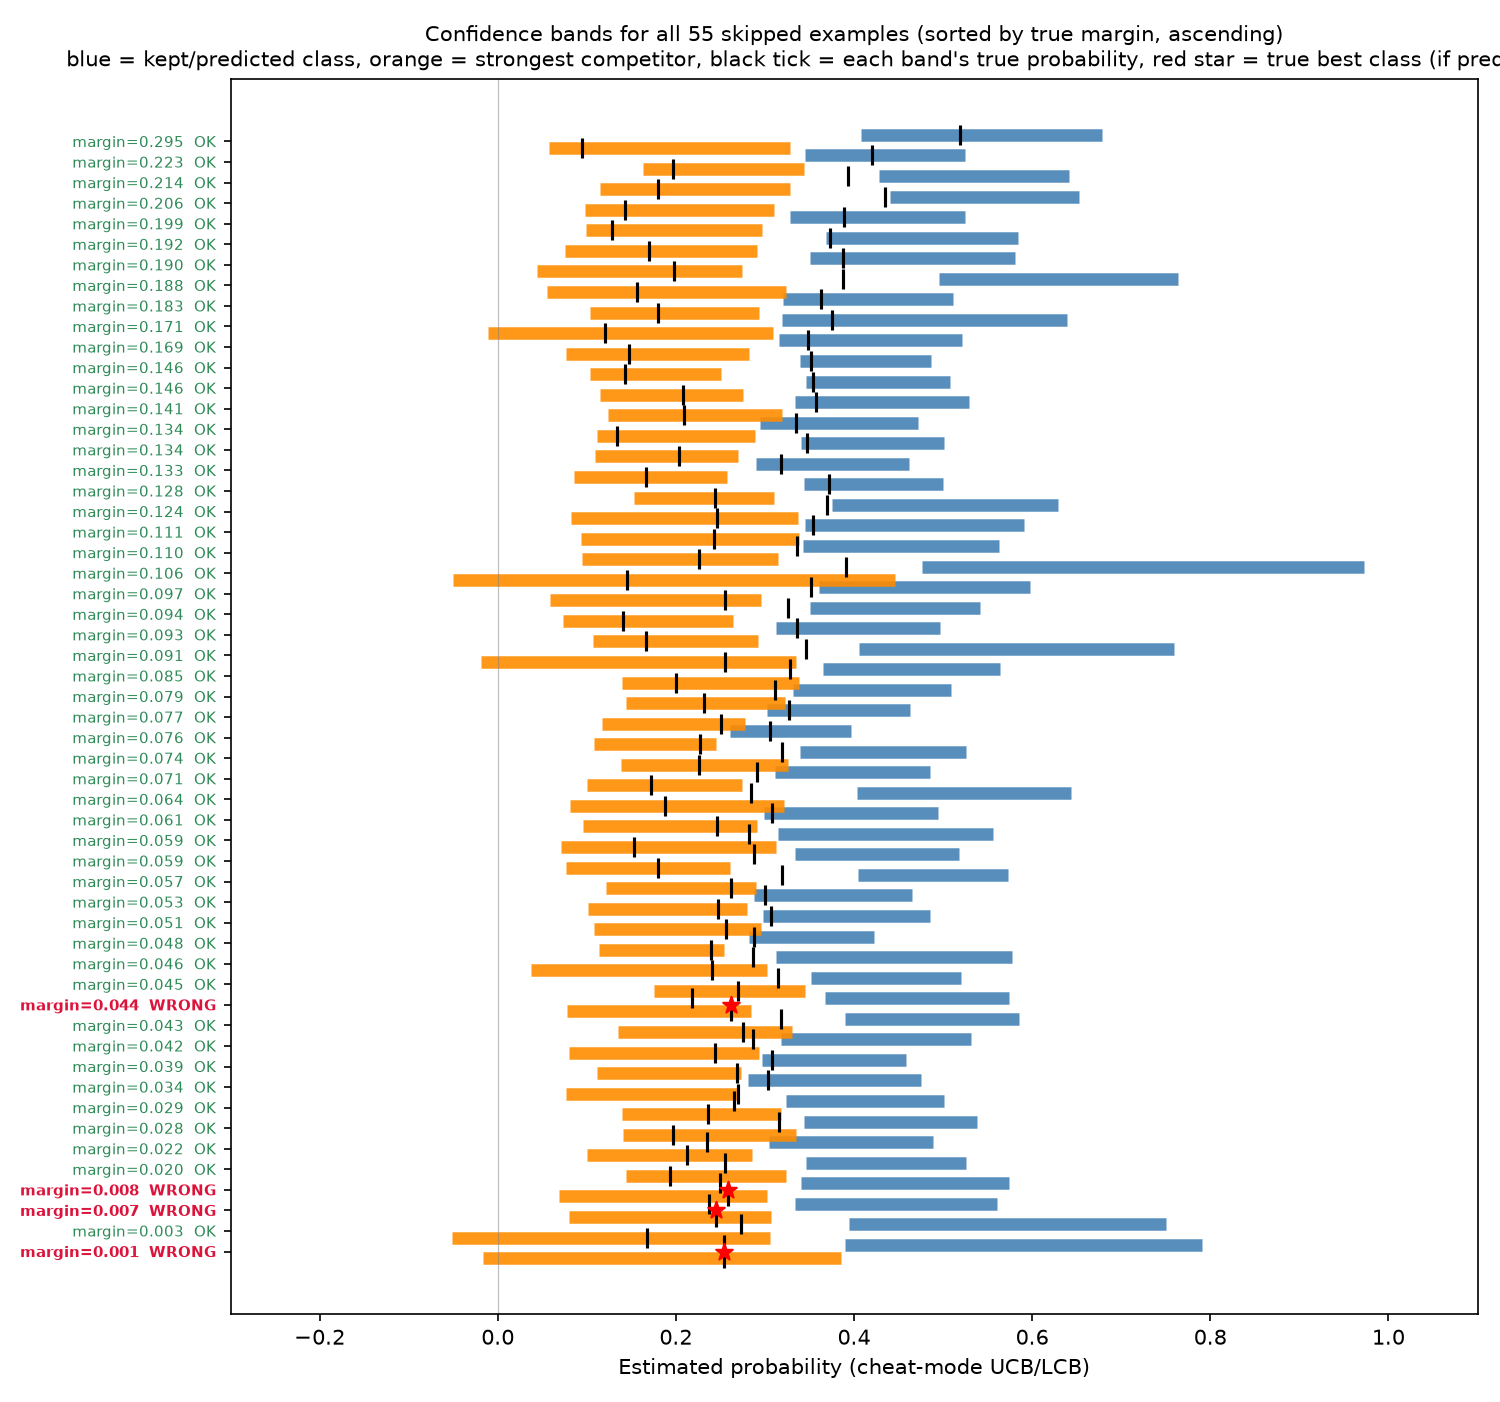 Confidence bands for all 55 skipped examples (sorted by true margin, ascending)
blue = kept/predicted class, orange = strongest competitor, black tick = each band's true probability, red star = true best class (if pred
margin=0.295 OK
margin=0.223 OK
margin=0.214 OK
margin=0.206 OK
margin=0.199 OK
margin=0.192 OK
margin=0.190 OK
margin=0.188 OK
margin=0.183 OK
margin=0.171 OK
margin=0.169 OK
margin=0.146 OK
margin=0.146 OK
margin=0.141 OK
margin=0.134 OK
margin=0.134 OK
margin=0.133 OK
margin=0.128 OK
margin=0.124 OK
margin=0.111 OK
margin=0.110 OK
margin=0.106 OK
margin=0.097 OK
margin=0.094 OK
margin=0.093 OK
margin=0.091 OK
margin=0.085 OK
margin=0.079 OK
margin=0.077 OK
margin=0.076 OK
margin=0.074 OK
margin=0.071 OK
margin=0.064 OK
margin=0.061 OK
margin=0.059 OK
margin=0.059 OK
margin=0.057 OK
margin=0.053 OK
margin=0.051 OK
margin=0.048 OK
margin=0.046 OK
margin=0.045 OK
margin=0.044 WRONG
margin=0.043 OK
margin=0.042 OK
margin=0.039 OK
margin=0.034 OK
margin=0.029 OK
margin=0.028 OK
margin=0.022 OK
margin=0.020 OK
margin=0.008 WRONG
margin=0.007 WRONG
margin=0.003 OK
margin=0.001 WRONG
−0.2 0.0 0.2 0.4 0.6 0.8 1.0
Estimated probability (cheat-mode UCB/LCB)